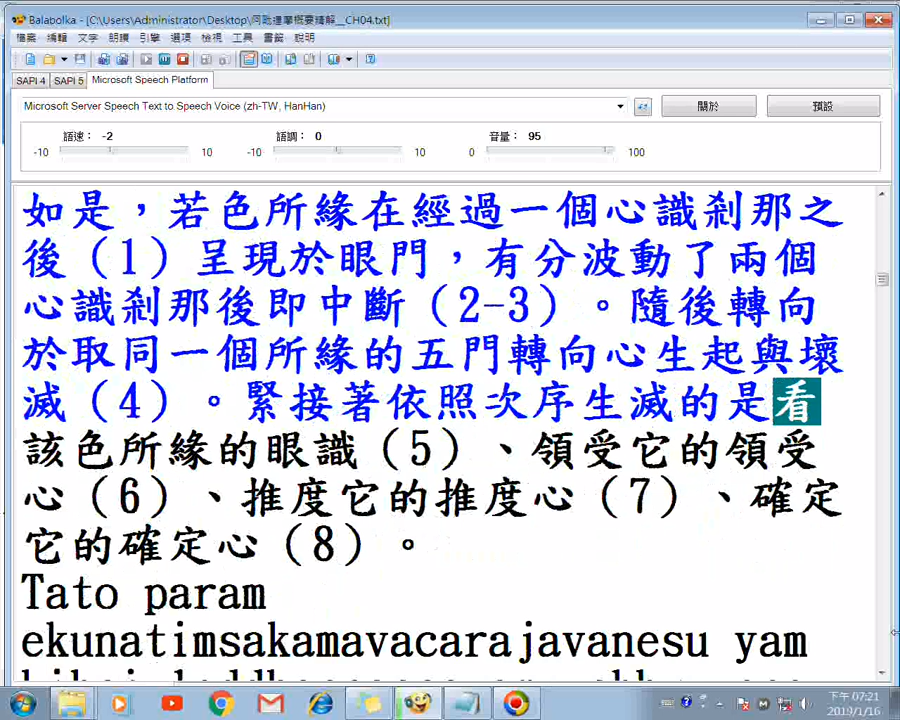 Balabolka - [C:\Users\Administrator\Desktop\阿毗達摩概要精解__CH04.txt]
檔案 編輯 文字 朗讀 引擎 選項 檢視 工具 書籤 說明
SAPI 4 SAPI 5 Microsoft Speech Platform
Microsoft Server Speech Text to Speech Voice (zh-TW, HanHan) 關於 預設
語速： -2 語調： 0 音量： 95
-10 10 -10 10 0 100
如是，若色所緣在經過一個心識剎那之
後（1）呈現於眼門，有分波動了兩個
心識剎那後即中斷（2-3）。隨後轉向
於取同一個所緣的五門轉向心生起與壞
滅（4）。緊接著依照次序生滅的是看
該色所緣的眼識（5）、領受它的領受
心（6）、推度它的推度心（7）、確定
它的確定心（8）。
Tato param
ekunatimsakamavacarajavanesu yam
下午 07:21
2019/1/16